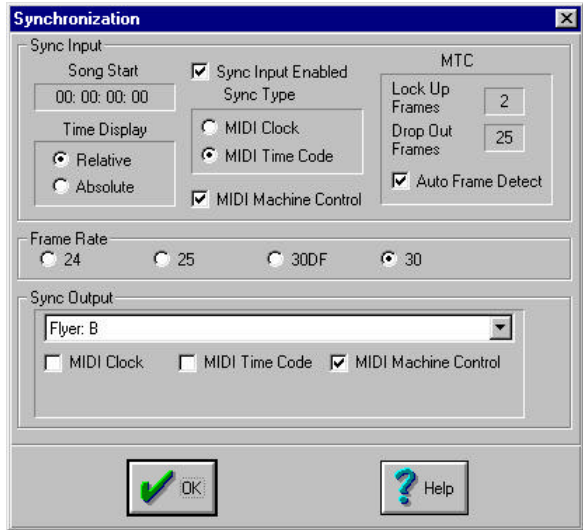 Synchronization
Sync Input
Song Start
00: 00: 00: 00
Time Display
Relative
Absolute
Sync Input Enabled
Sync Type
MIDI Clock
MIDI Time Code
MIDI Machine Control
MTC
Lock Up
Frames
2
Drop Out
Frames
25
Auto Frame Detect
Frame Rate
24 25 30DF 30
Sync Output
Flyer: B
MIDI Clock MIDI Time Code MIDI Machine Control
OK Help